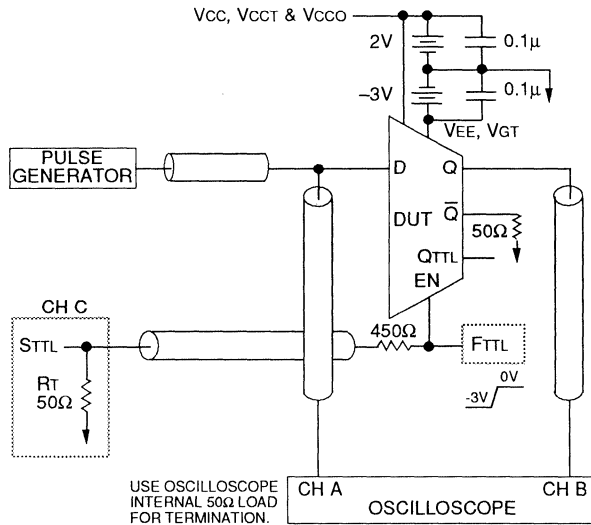 VCC, VCCT & VCCO
2V
0.1μ
–3V
0.1μ
VEE, VGT
PULSE
GENERATOR
D
Q
DUT
Q̅
50Ω
QTTL
EN
CH C
STTL
450Ω
FTTL
RT
50Ω
0V
-3V
USE OSCILLOSCOPE
INTERNAL 50Ω LOAD
FOR TERMINATION.
CH A
CH B
OSCILLOSCOPE